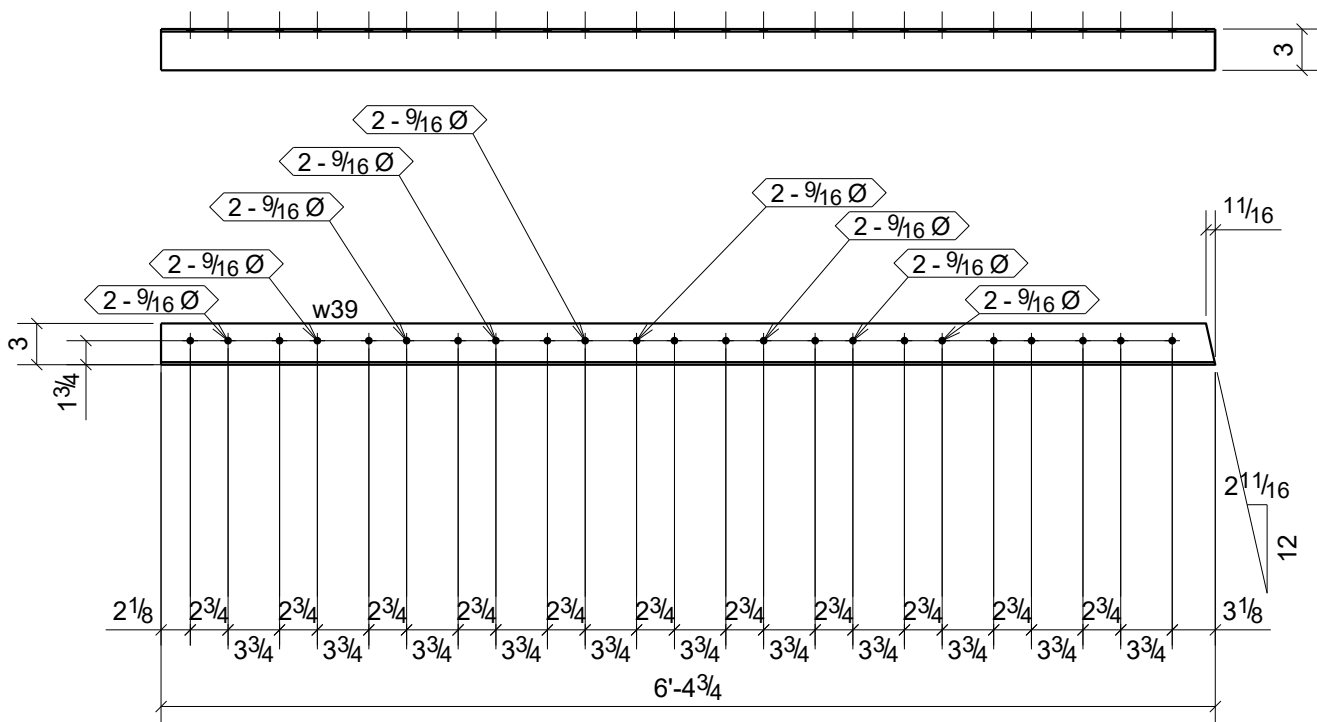 3
2 - 9/16 Ø
2 - 9/16 Ø
2 - 9/16 Ø
2 - 9/16 Ø
2 - 9/16 Ø
2 - 9/16 Ø
2 - 9/16 Ø
2 - 9/16 Ø
2 - 9/16 Ø
11/16
w39
3
1 3/4
2 11/16
12
2 1/8 2 3/4 2 3/4 2 3/4 2 3/4 2 3/4 2 3/4 2 3/4 2 3/4 2 3/4 2 3/4 2 3/4 3 1/8
3 3/4 3 3/4 3 3/4 3 3/4 3 3/4 3 3/4 3 3/4 3 3/4 3 3/4 3 3/4 3 3/4
6'-4 3/4